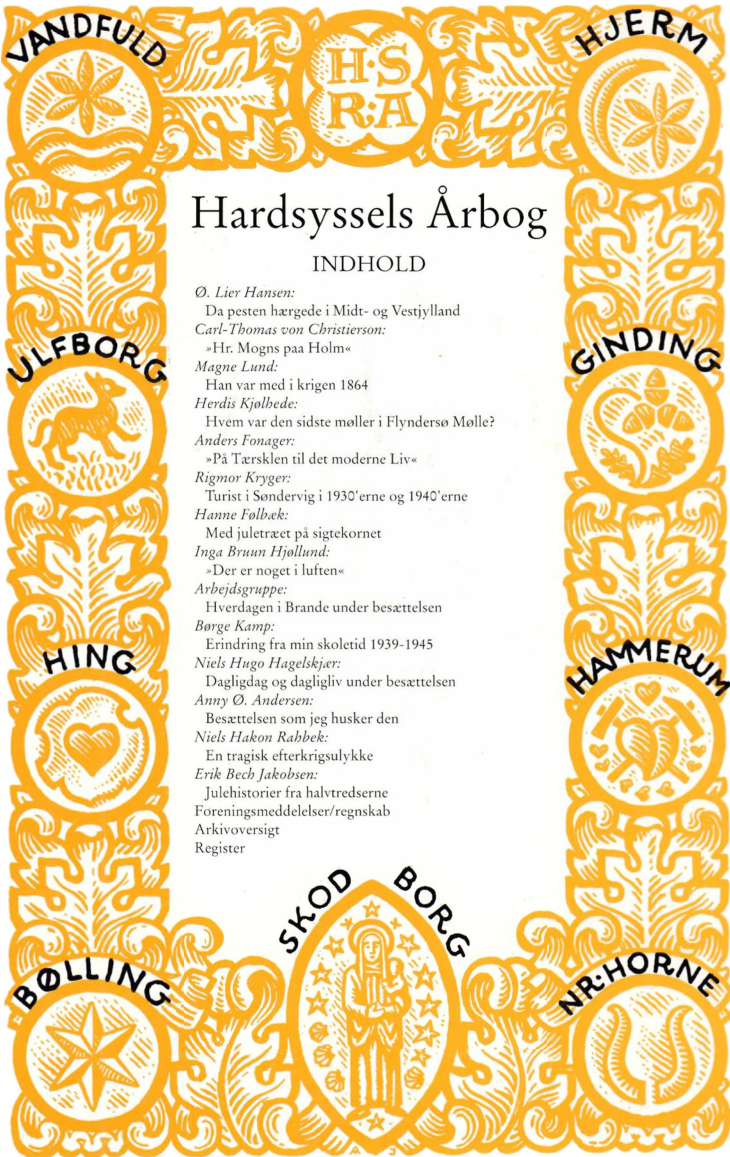 VANDFULD
H·S
R·A
HJERM
Hardsyssels Årbog
INDHOLD
Ø. Lier Hansen:
Da pesten hærgede i Midt- og Vestjylland
Carl-Thomas von Christierson:
»Hr. Mogns paa Holm«
Magne Lund:
Han var med i krigen 1864
Herdis Kjølhede:
Hvem var den sidste møller i Flyndersø Mølle?
Anders Fonager:
»På Tærsklen til det moderne Liv«
Rigmor Kryger:
Turist i Søndervig i 1930'erne og 1940'erne
Hanne Følbæk:
Med juletræet på sigtekornet
Inga Bruun Hjøllund:
»Der er noget i luften«
Arbejdsgruppe:
Hverdagen i Brande under besættelsen
Børge Kamp:
Erindring fra min skoletid 1939-1945
Niels Hugo Hagelskjær:
Dagligdag og dagligliv under besættelsen
Anny Ø. Andersen:
Besættelsen som jeg husker den
Niels Hakon Rahbek:
En tragisk efterkrigsulykke
Erik Bech Jakobsen:
Julehistorier fra halvtredserne
Foreningsmeddelelser/regnskab
Arkivoversigt
Register
ULFBORG
GINDING
HING
HAMMERUM
SKOD BORG
BØLLING
NR:HORNE
A J